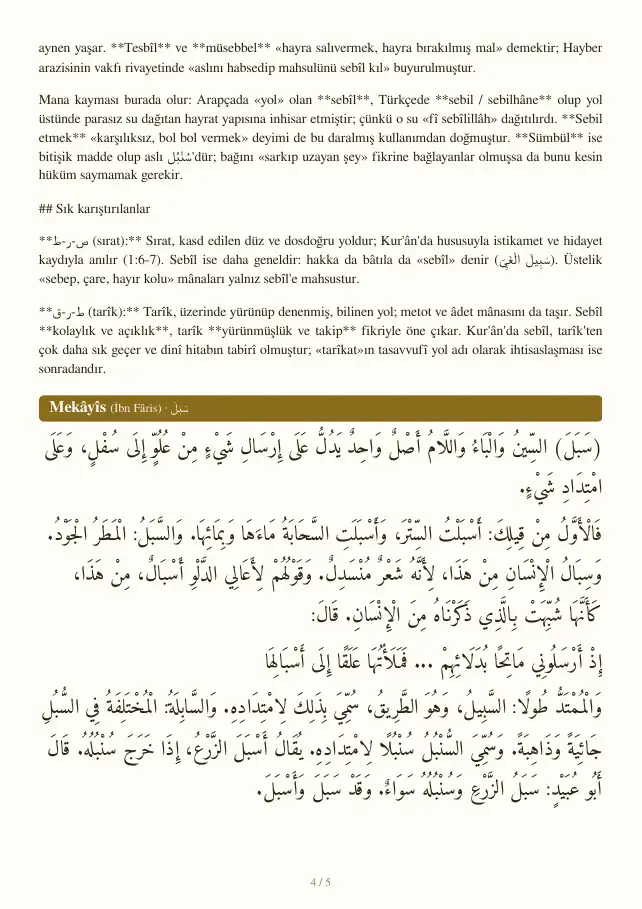 aynen yaşar. **Tesbîl** ve **müsebbel** «hayra salıvermek, hayra bırakılmış mal» demektir; Hayber
arazisinin vakfı rivayetinde «aslını habsedip mahsulünü sebîl kıl» buyurulmuştur.
Mana kayması burada olur: Arapçada «yol» olan **sebîl**, Türkçede **sebil / sebilhâne** olup yol
üstünde parasız su dağıtan hayrat yapısına inhisar etmiştir; çünkü o su «fî sebîlillâh» dağıtılırdı. **Sebil
etmek** «karşılıksız, bol bol vermek» deyimi de bu daralmış kullanımdan doğmuştur. **Sümbül** ise
bitişik madde olup aslı سُنْبُل'dür; bağını «sarkıp uzayan şey» fikrine bağlayanlar olmuşsa da bunu kesin
hüküm saymamak gerekir.
## Sık karıştırılanlar
**ص-ر-ط (sırat):** Sırat, kasd edilen düz ve dosdoğru yoldur; Kur'ân'da hususuyla istikamet ve hidayet
kaydıyla anılır (1:6-7). Sebîl ise daha geneldir: hakka da bâtıla da «sebîl» denir (سَبِيلَ الْغَيِّ). Üstelik
«sebep, çare, hayır kolu» mânaları yalnız sebîl'e mahsustur.
**ط-ر-ق (tarîk):** Tarîk, üzerinde yürünüp denenmiş, bilinen yol; metot ve âdet mânasını da taşır. Sebîl
**kolaylık ve açıklık**, tarîk **yürünmüşlük ve takip** fikriyle öne çıkar. Kur'ân'da sebîl, tarîk'ten
çok daha sık geçer ve dinî hitabın tabirî olmuştur; «tarîkat»ın tasavvufî yol adı olarak ihtisaslaşması ise
sonradandır.
Mekâyîs (İbn Fâris) · سَبَلَ
(سَبَلَ) السِّينُ وَالْبَاءُ وَاللَّامُ أَصْلٌ وَاحِدٌ يَدُلُّ عَلَى إِرْسَالِ شَيْءٍ مِنْ عُلُوٍّ إِلَى سُفْلٍ، وَعَلَى
امْتِدَادِ شَيْءٍ.
فَالْأَوَّلُ مِنْ قِيلِكَ: أَسْبَلْتُ السِّتْرَ، وَأَسْبَلَتِ السَّحَابَةُ مَاءَهَا وَبِمَائِهَا. وَالسَّبَلُ: الْمَطَرُ الْجَوْدُ.
وَسِبَالُ الْإِنْسَانِ مِنْ هَذَا، لِأَنَّهُ شَعْرٌ مُنْسَدِلٌ. وَقَوْلُهُمْ لِأَعَالِي الدَّلْوِ أَسْبَالٌ، مِنْ هَذَا،
كَأَنَّهَا شُبِّهَتْ بِالَّذِي ذَكَرْنَاهُ مِنَ الْإِنْسَانِ. قَالَ:
إِذْ أَرْسَلُونِي مَاتِحًا بُدَلَائِهِمْ ... فَمَلَأْتُهَا عَلَقًا إِلَى أَسْبَالِهَا
وَالْمُمْتَدُّ طُولًا: السَّبِيلُ، وَهُوَ الطَّرِيقُ، سُمِّيَ بِذَلِكَ لِامْتِدَادِهِ. وَالسَّابِلَةُ: الْمُخْتَلِفَةُ فِي السُّبُلِ
جَائِيَةً وَذَاهِبَةً. وَسُمِّيَ السُّنْبُلُ سُنْبُلًا لِامْتِدَادِهِ. يُقَالُ أَسْبَلَ الزَّرْعُ، إِذَا خَرَجَ سُنْبُلُهُ. قَالَ
أَبُو عُبَيْدٍ: سَبَلُ الزَّرْعِ وَسُنْبُلُهُ سَوَاءٌ. وَقَدْ سَبَلَ وَأَسْبَلَ.
4 / 5